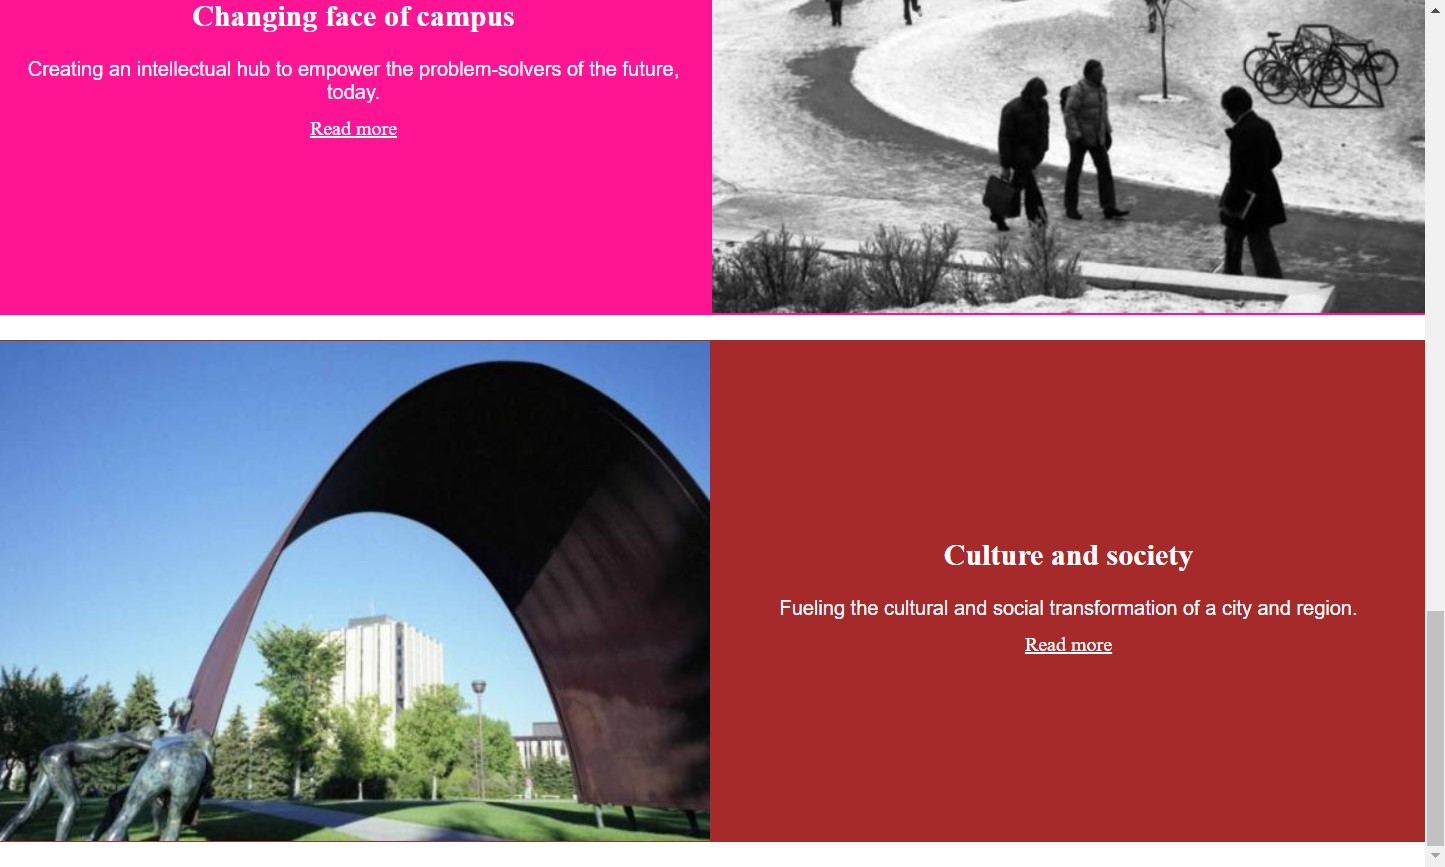 Changing face of campus
Creating an intellectual hub to empower the problem-solvers of the future,
today.
Read more
Culture and society
Fueling the cultural and social transformation of a city and region.
Read more